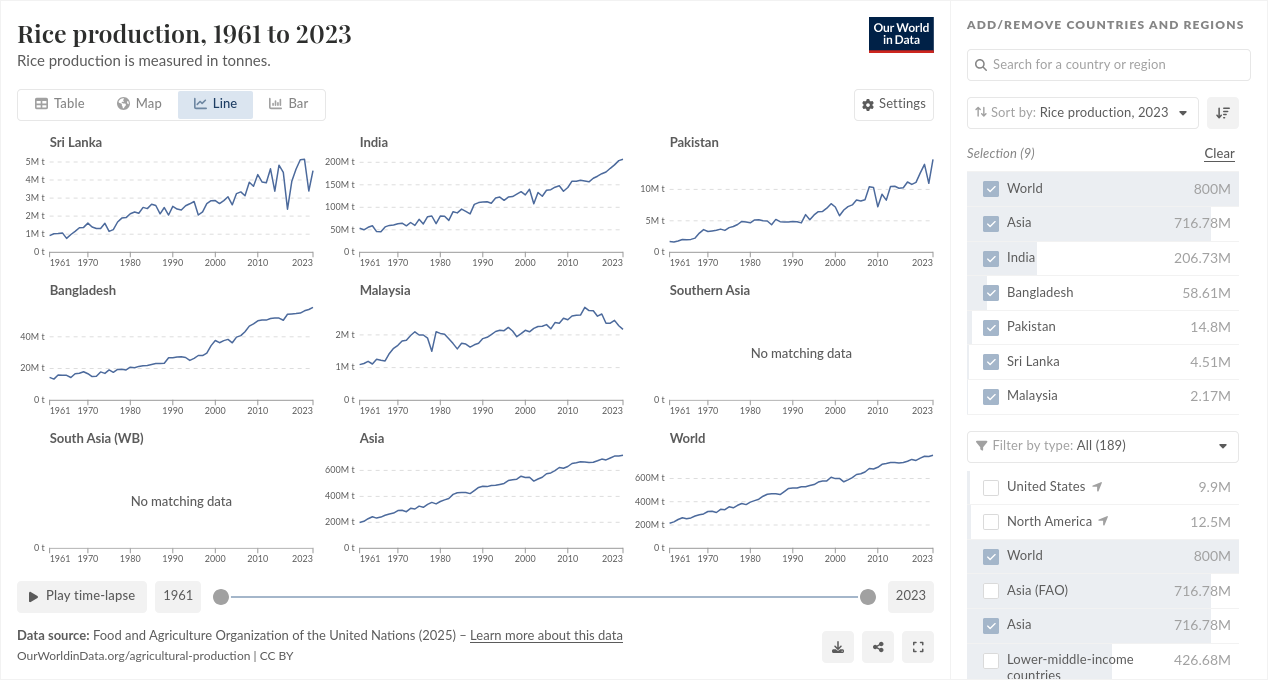 Rice production, 1961 to 2023
Rice production is measured in tonnes.
Our World
in Data
Table
Map
Line
Bar
Settings
Sri Lanka
5M t
4M t
3M t
2M t
1M t
0 t
1961 1970 1980 1990 2000 2010 2023
India
200M t
150M t
100M t
50M t
0 t
1961 1970 1980 1990 2000 2010 2023
Pakistan
10M t
5M t
0 t
1961 1970 1980 1990 2000 2010 2023
Bangladesh
40M t
20M t
0 t
1961 1970 1980 1990 2000 2010 2023
Malaysia
2M t
1M t
0 t
1961 1970 1980 1990 2000 2010 2023
Southern Asia
No matching data
0 t
1961 1970 1980 1990 2000 2010 2023
South Asia (WB)
No matching data
0 t
1961 1970 1980 1990 2000 2010 2023
Asia
600M t
400M t
200M t
0 t
1961 1970 1980 1990 2000 2010 2023
World
600M t
400M t
200M t
0 t
1961 1970 1980 1990 2000 2010 2023
Play time-lapse
1961
2023
Data source: Food and Agriculture Organization of the United Nations (2025) – Learn more about this data
OurWorldinData.org/agricultural-production | CC BY
ADD/REMOVE COUNTRIES AND REGIONS
Search for a country or region
Sort by: Rice production, 2023
Selection (9)
Clear
World 800M
Asia 716.78M
India 206.73M
Bangladesh 58.61M
Pakistan 14.8M
Sri Lanka 4.51M
Malaysia 2.17M
Filter by type: All (189)
United States 9.9M
North America 12.5M
World 800M
Asia (FAO) 716.78M
Asia 716.78M
Lower-middle-income 426.68M
countries